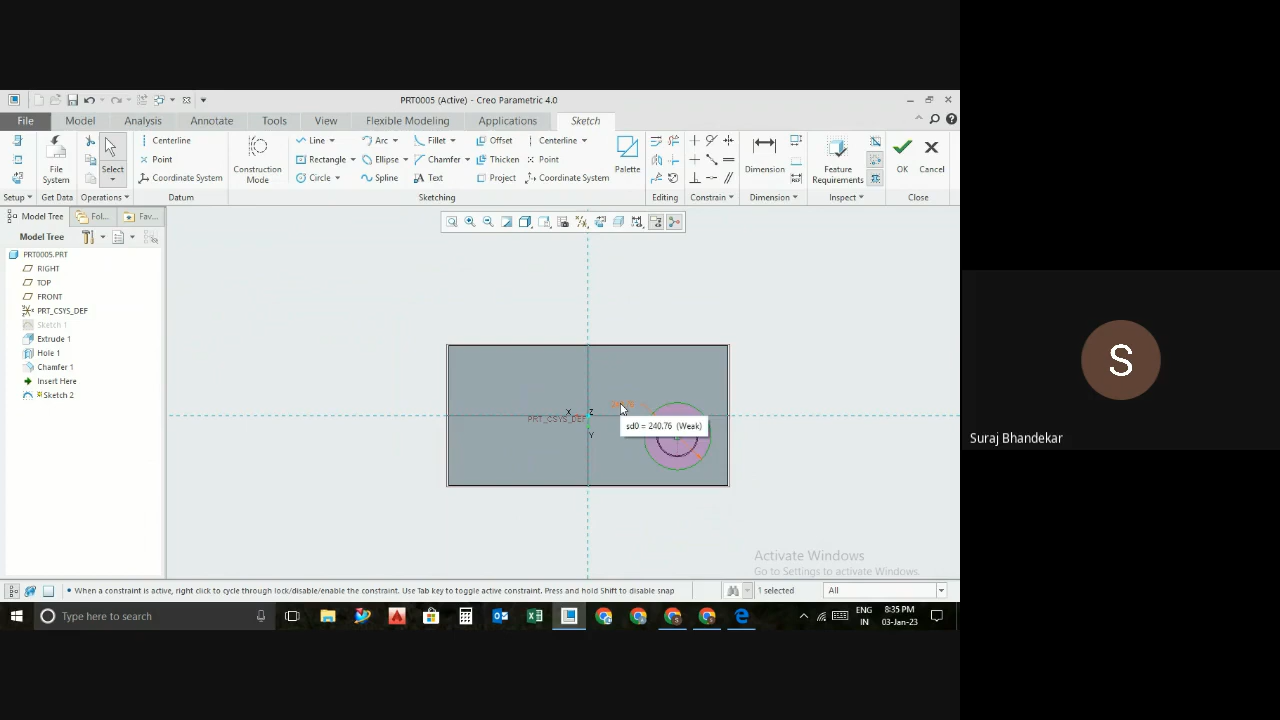 PRT0005 (Active) - Creo Parametric 4.0
File Model Analysis Annotate Tools View Flexible Modeling Applications Sketch
Centerline
Point
Coordinate System
File System
Select
Construction Mode
Line Arc Fillet Offset Centerline
Rectangle Ellipse Chamfer Thicken Point
Circle Spline Text Project Coordinate System
Palette
Dimension
Feature Requirements
OK Cancel
Setup Get Data Operations Datum Sketching Editing Constrain Dimension Inspect Close
Model Tree Fol... Fav...
Model Tree
PRT0005.PRT
RIGHT
TOP
FRONT
PRT_CSYS_DEF
Sketch 1
Extrude 1
Hole 1
Chamfer 1
Insert Here
Sketch 2
X Z
PRT_CSYS_DEF
Y
sd0 = 240.76 (Weak)
S
Suraj Bhandekar
Activate Windows
Go to Settings to activate Windows.
When a constraint is active, right click to cycle through lock/disable/enable the constraint. Use Tab key to toggle active constraint. Press and hold Shift to disable snap
1 selected
All
Type here to search
ENG
IN
8:35 PM
03-Jan-23